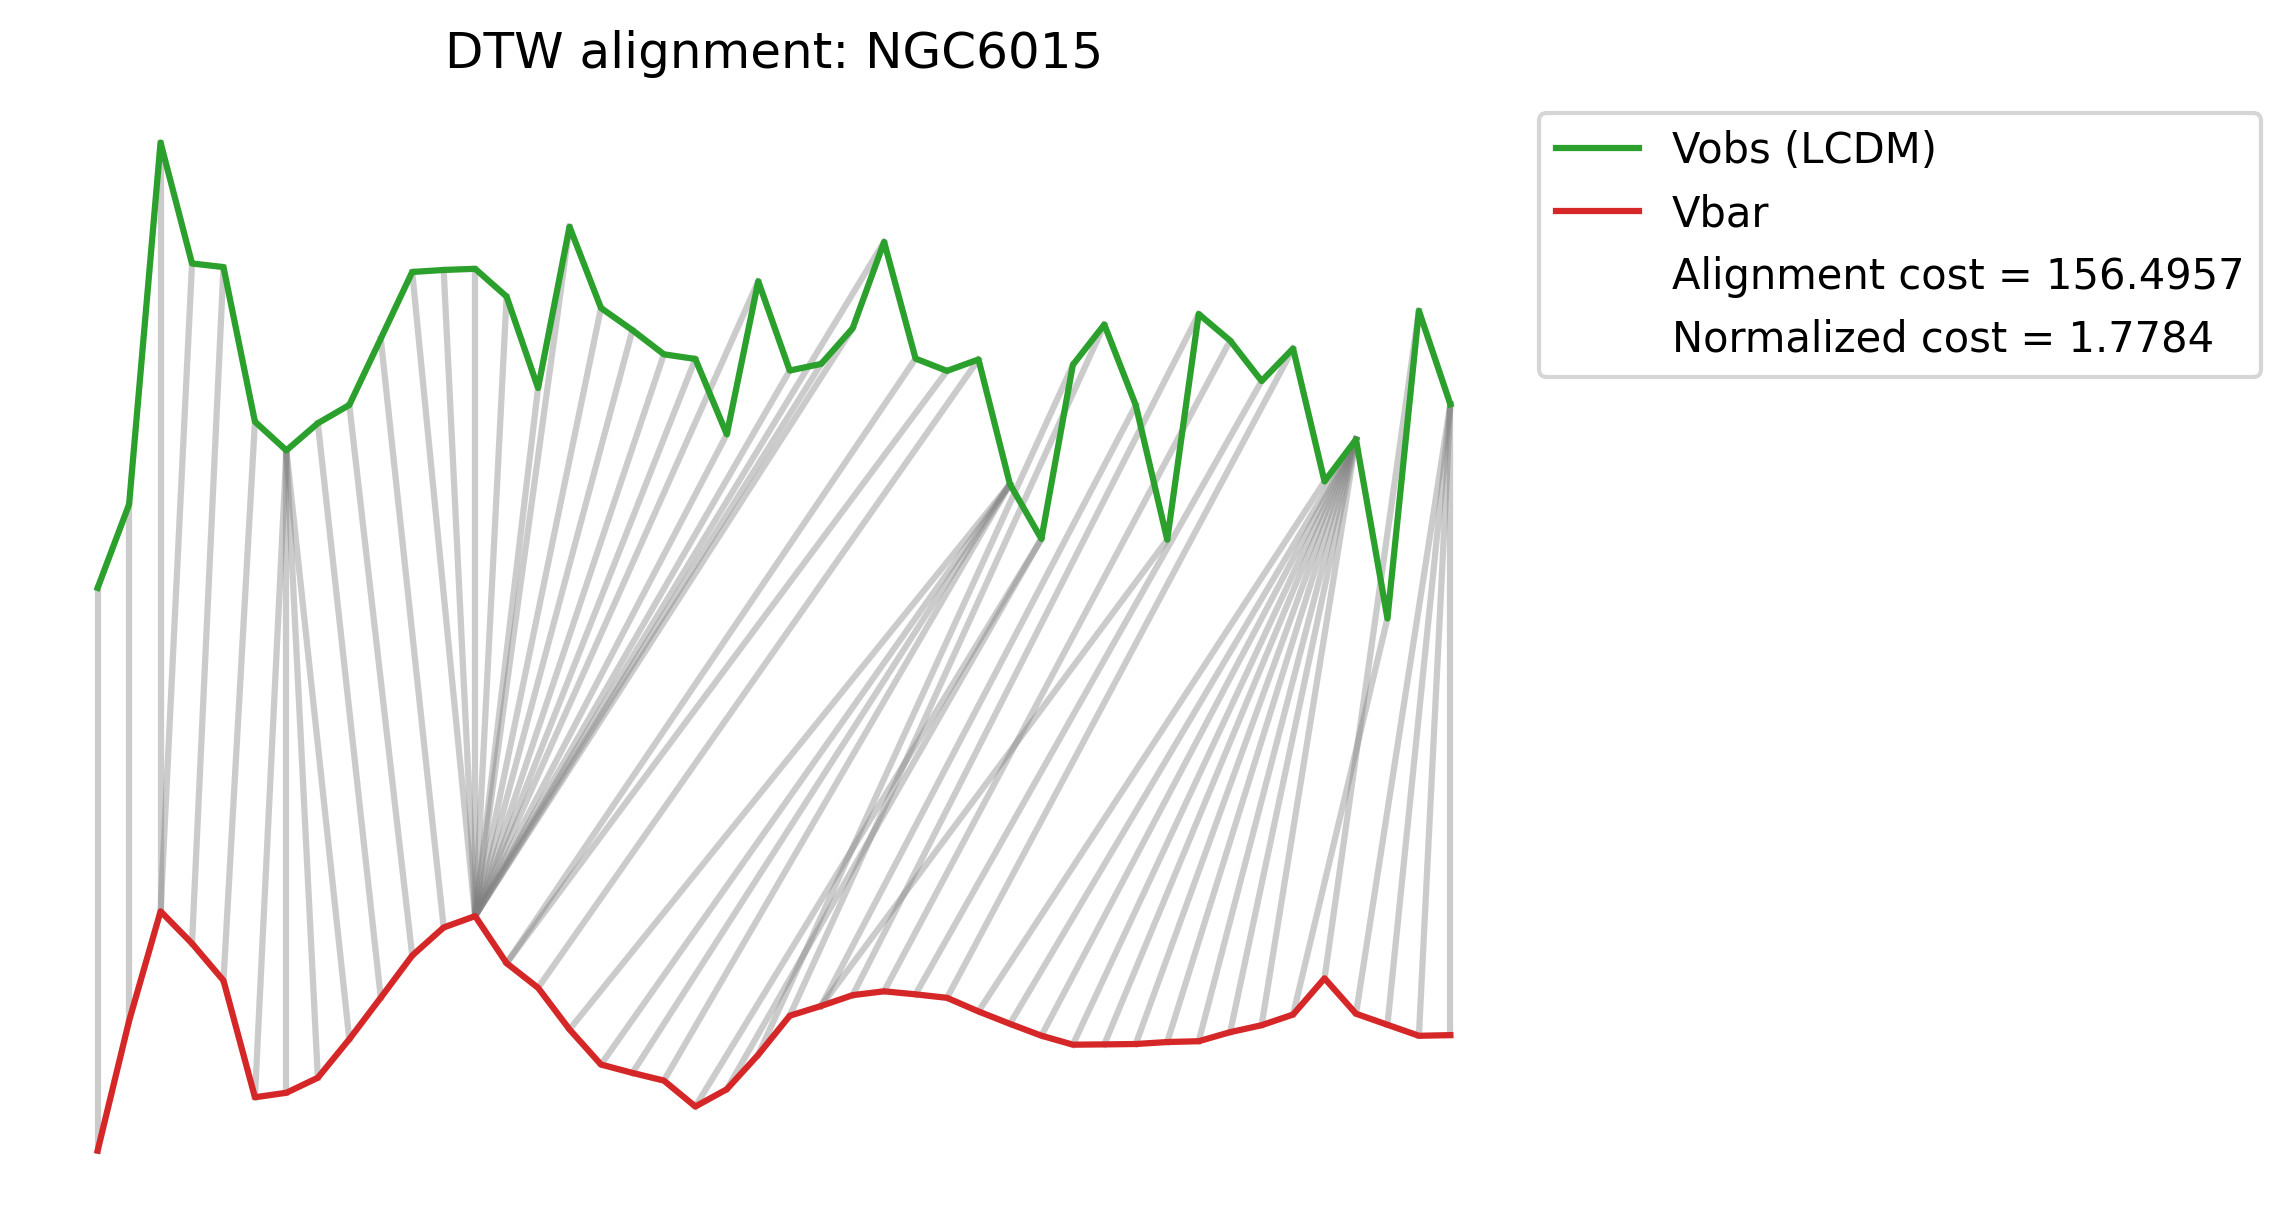 DTW alignment: NGC6015
Vobs (LCDM)
Vbar
Alignment cost = 156.4957
Normalized cost = 1.7784